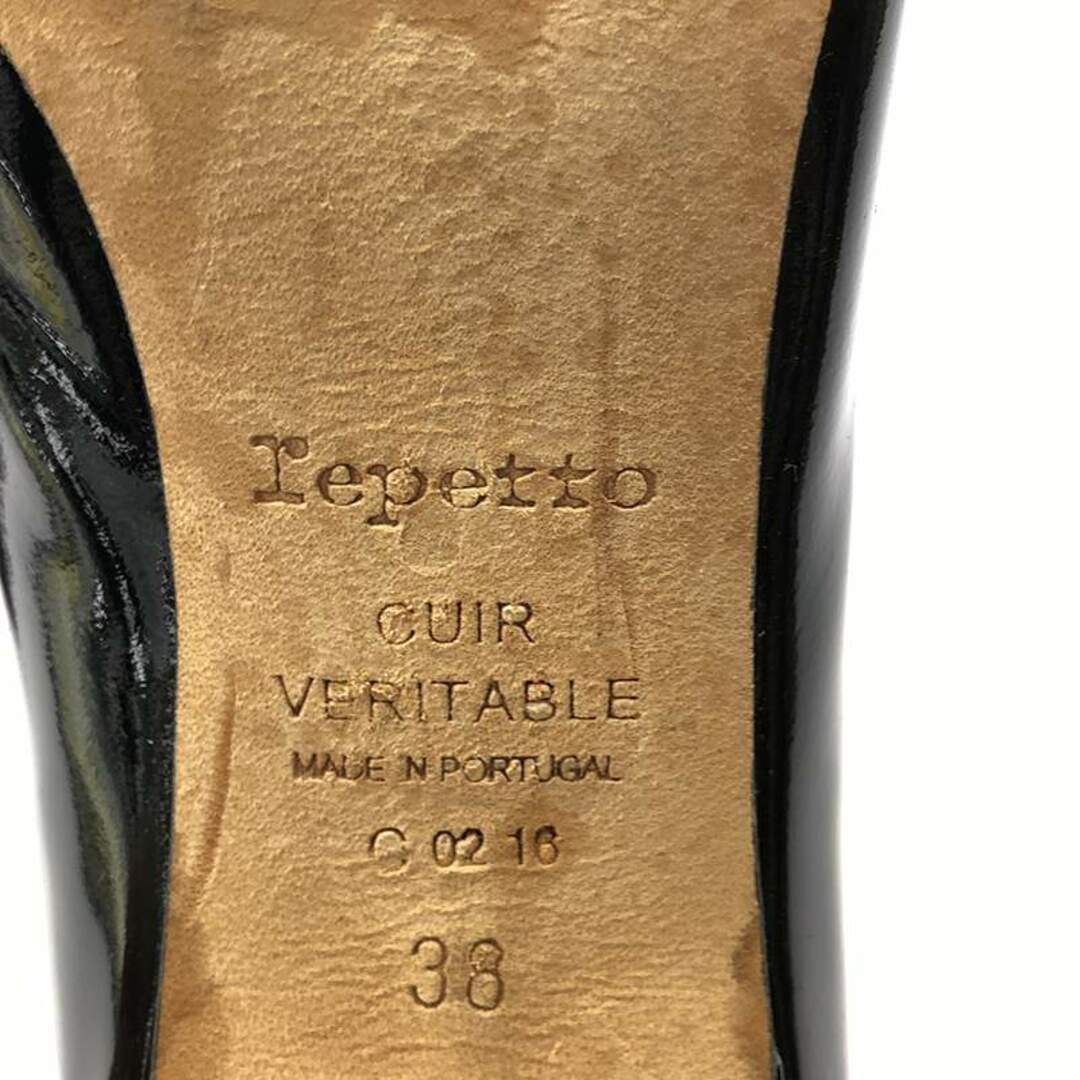 repetto
CUIR
VERITABLE
MADE IN PORTUGAL
C 02 16
38